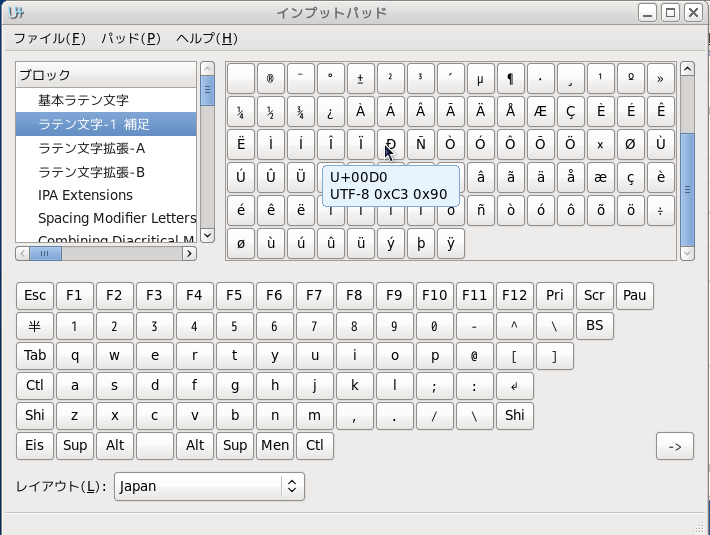 インプットパッド
ファイル(F) パッド(P) ヘルプ(H)
ブロック
基本ラテン文字
ラテン文字-1 補足
ラテン文字拡張-A
ラテン文字拡張-B
IPA Extensions
Spacing Modifier Letters
Combining Diacritical M
® ¯ ° ± ² ³ ´ µ ¶ · ¸ ¹ º »
¼ ½ ¾ ¿ À Á Â Ã Ä Å Æ Ç È É Ê
Ë Ì Í Î Ï Ð Ñ Ò Ó Ô Õ Ö × Ø Ù
Ú Û Ü â ã ä å æ ç è
U+00D0
UTF-8 0xC3 0x90
é ê ë ñ ò ó ô õ ö ÷
ø ù ú û ü ý þ ÿ
Esc F1 F2 F3 F4 F5 F6 F7 F8 F9 F10 F11 F12 Pri Scr Pau
半 1 2 3 4 5 6 7 8 9 0 - ^ \ BS
Tab q w e r t y u i o p @ [ ]
Ctl a s d f g h j k l ; : ↲
Shi z x c v b n m , . / \ Shi
Eis Sup Alt Alt Sup Men Ctl ->
レイアウト(L): Japan